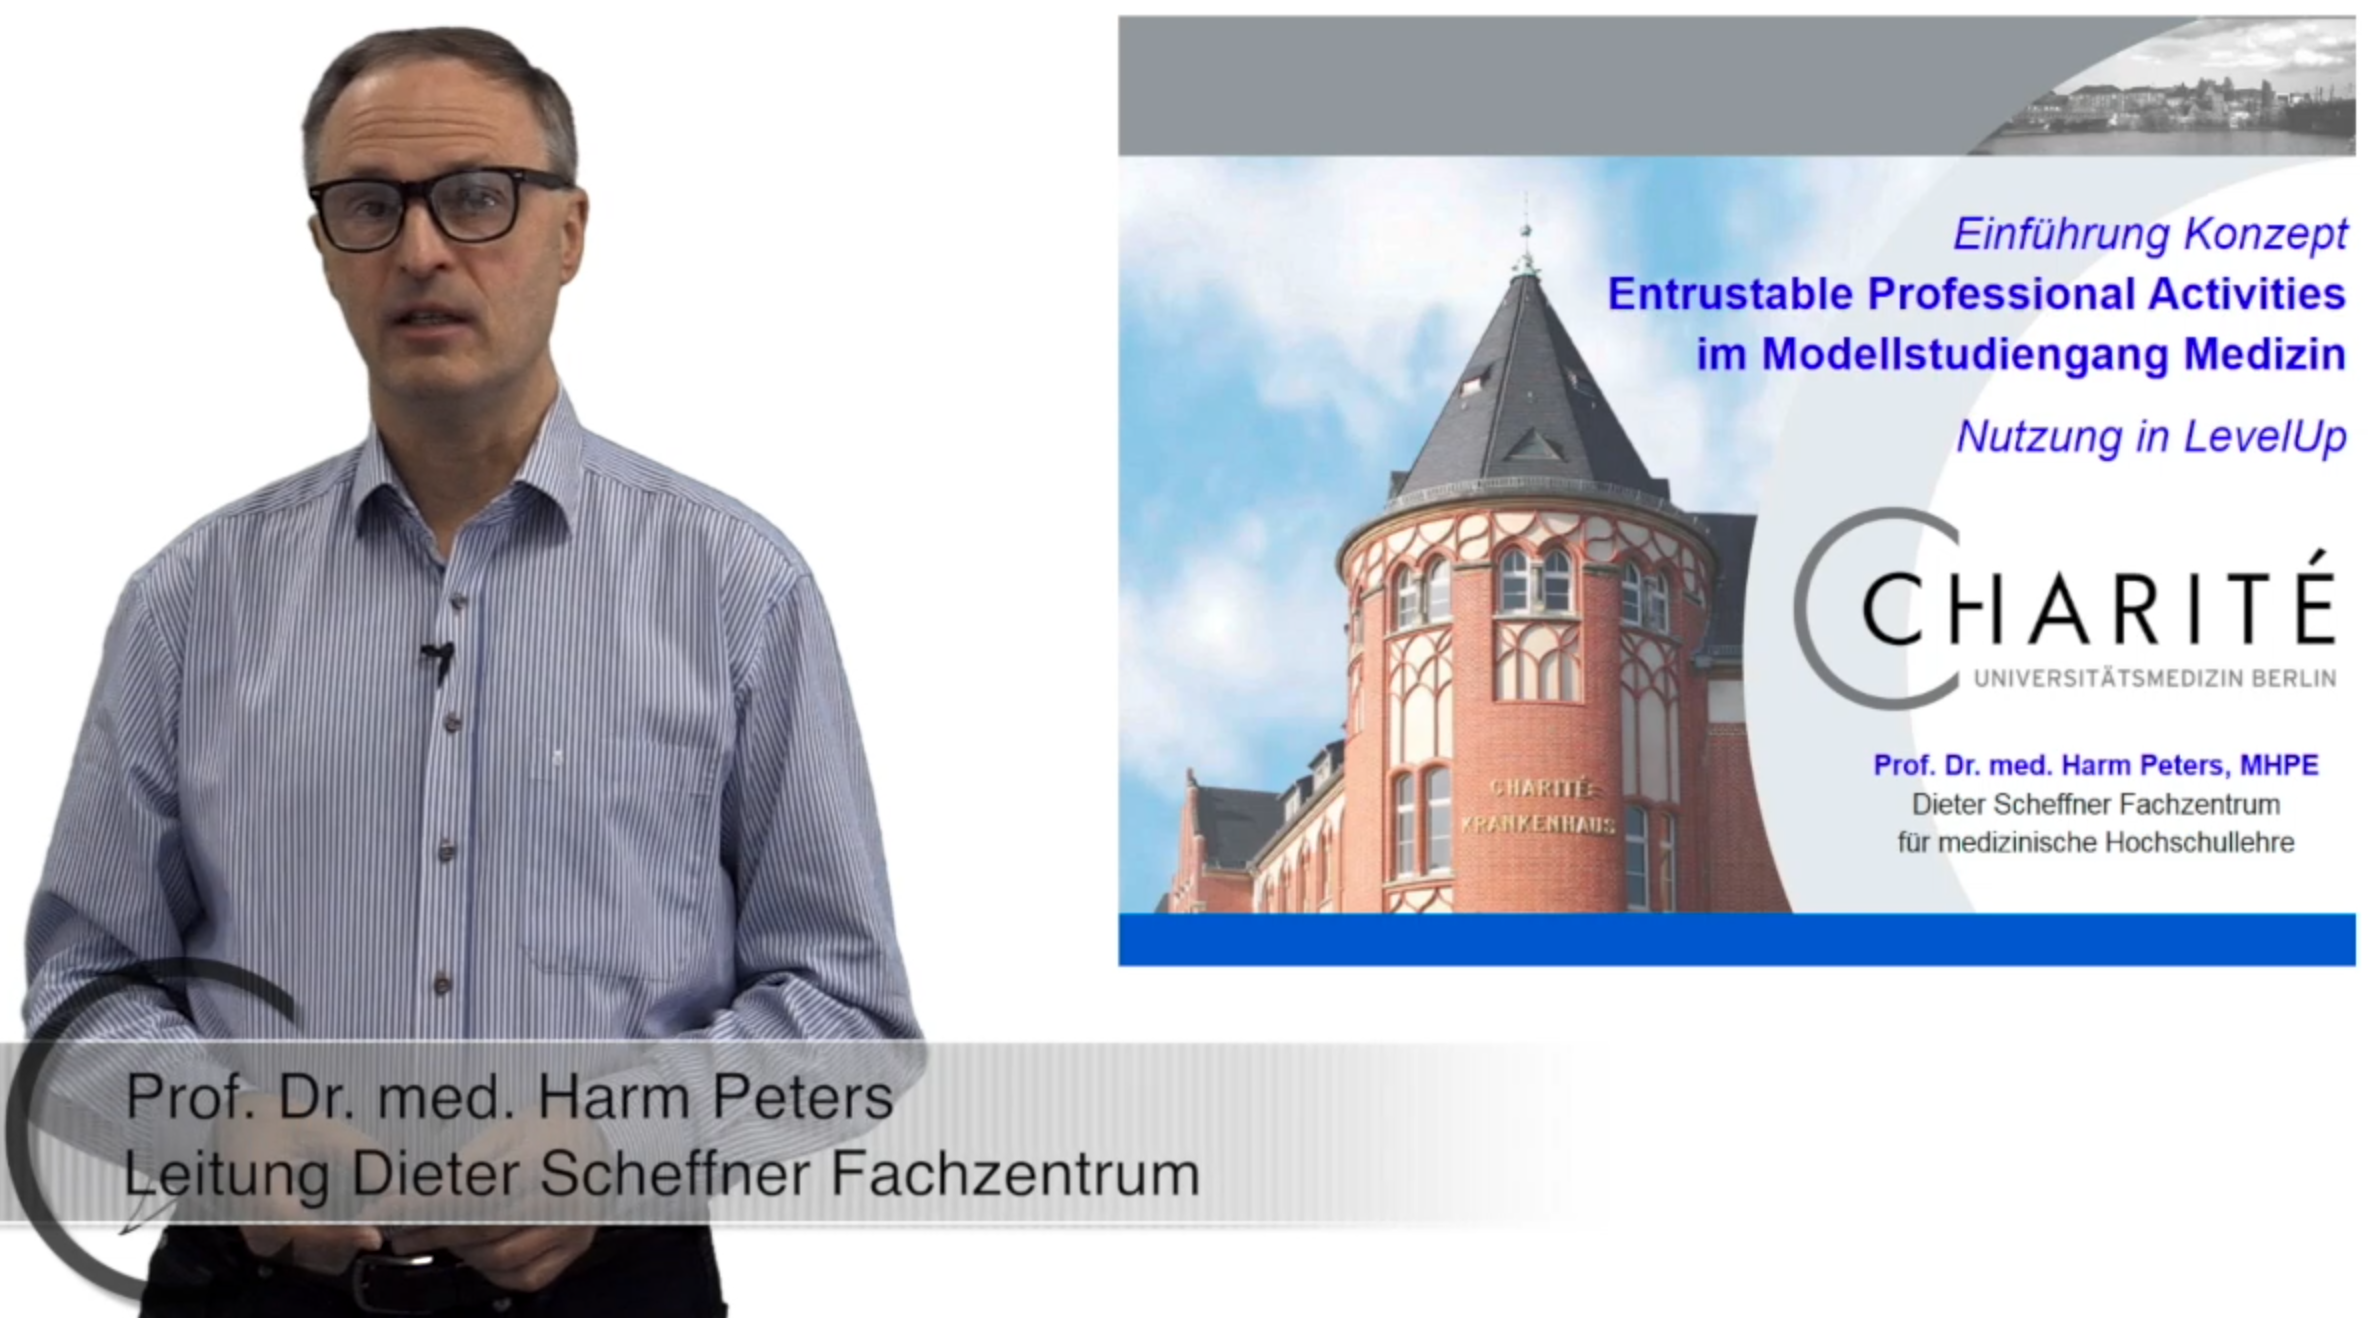 Einführung Konzept
Entrustable Professional Activities
im Modellstudiengang Medizin
Nutzung in LevelUp
CHARITÉ
UNIVERSITÄTSMEDIZIN BERLIN
CHARITÉ-
KRANKENHAUS
Prof. Dr. med. Harm Peters, MHPE
Dieter Scheffner Fachzentrum
für medizinische Hochschullehre
Prof. Dr. med. Harm Peters
Leitung Dieter Scheffner Fachzentrum